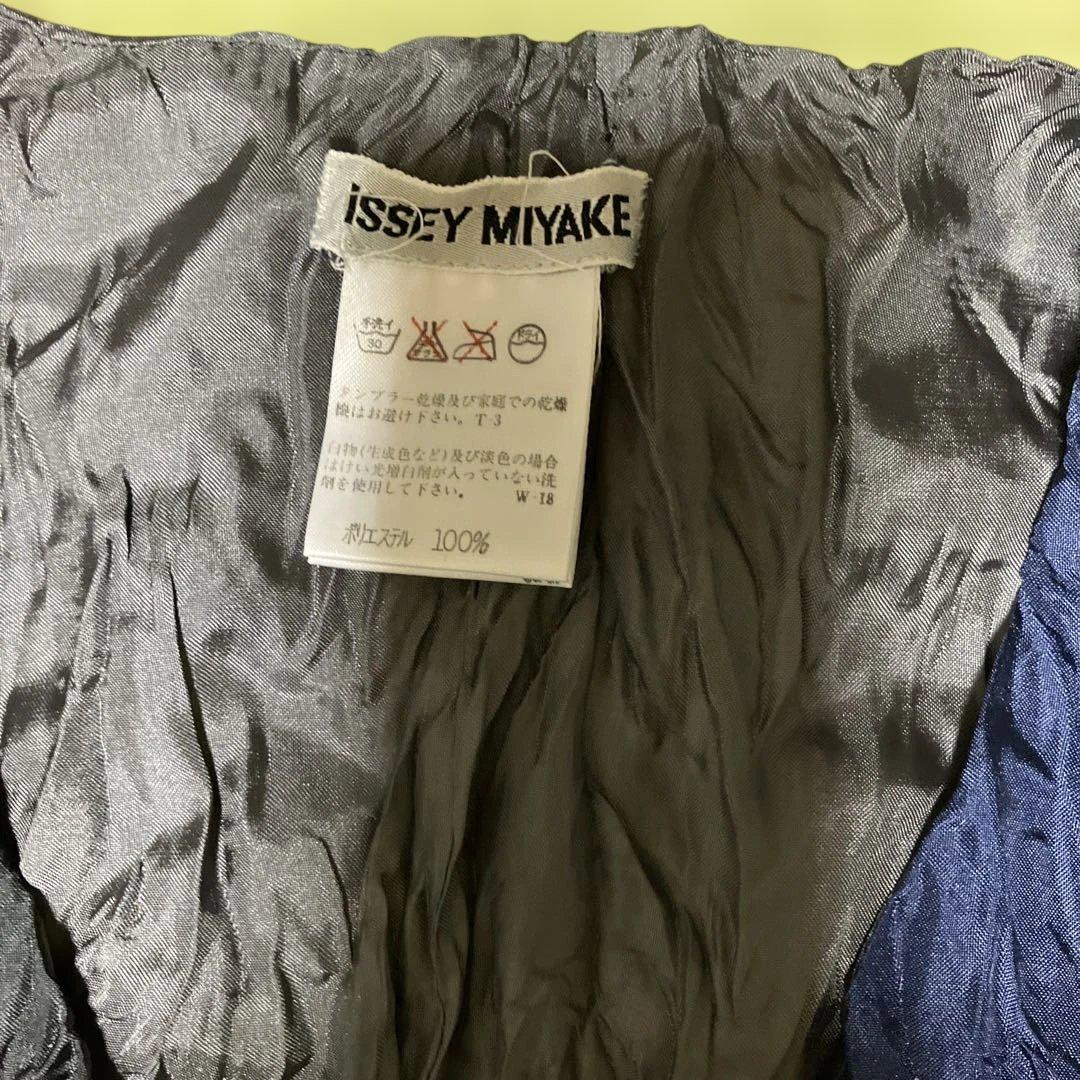 ISSEY MIYAKE
手洗イ
30
ドライ
タンブラー乾燥及び家庭での乾燥
機はお避け下さい。T-3
白物(生成色など)及び淡色の場合
はけい光増白剤が入っていない洗
剤を使用して下さい。 W-18
ポリエステル 100%